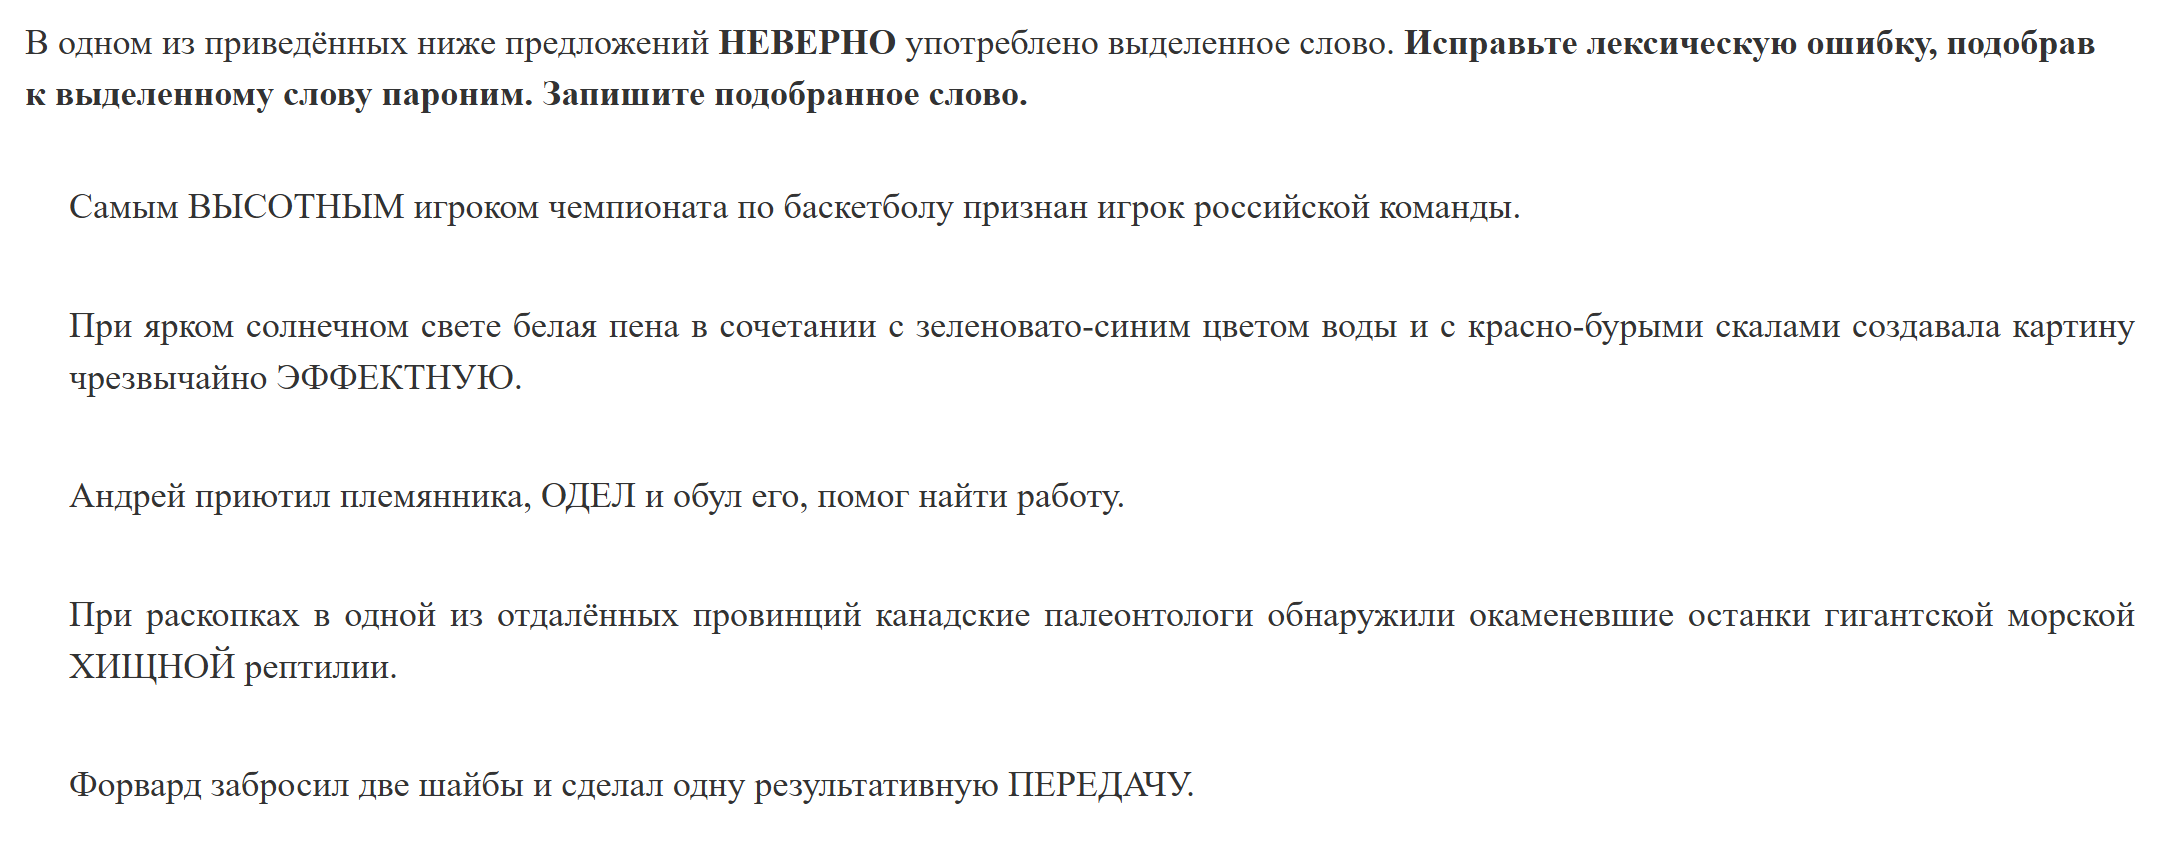 В одном из приведённых ниже предложений НЕВЕРНО употреблено выделенное слово. Исправьте лексическую ошибку, подобрав
к выделенному слову пароним. Запишите подобранное слово.
Самым ВЫСОТНЫМ игроком чемпионата по баскетболу признан игрок российской команды.
При ярком солнечном свете белая пена в сочетании с зеленовато-синим цветом воды и с красно-бурыми скалами создавала картину
чрезвычайно ЭФФЕКТНУЮ.
Андрей приютил племянника, ОДЕЛ и обул его, помог найти работу.
При раскопках в одной из отдалённых провинций канадские палеонтологи обнаружили окаменевшие останки гигантской морской
ХИЩНОЙ рептилии.
Форвард забросил две шайбы и сделал одну результативную ПЕРЕДАЧУ.